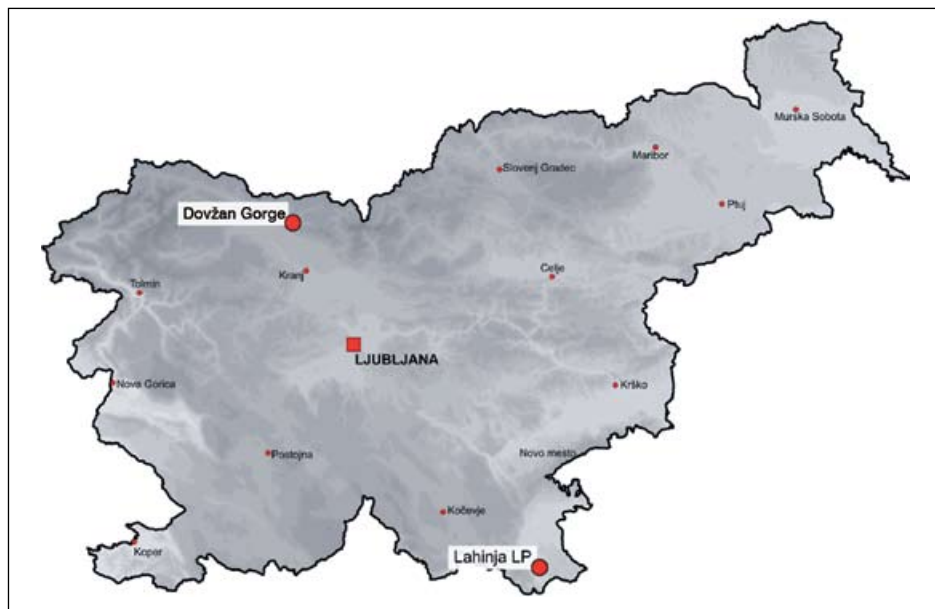 Murska Sobota
Maribor
Slovenj Gradec
Ptuj
Dovžan Gorge
Kranj
Celje
Tolmin
LJUBLJANA
Nova Gorica
Krško
Postojna
Novo mesto
Kočevje
Koper
Lahinja LP